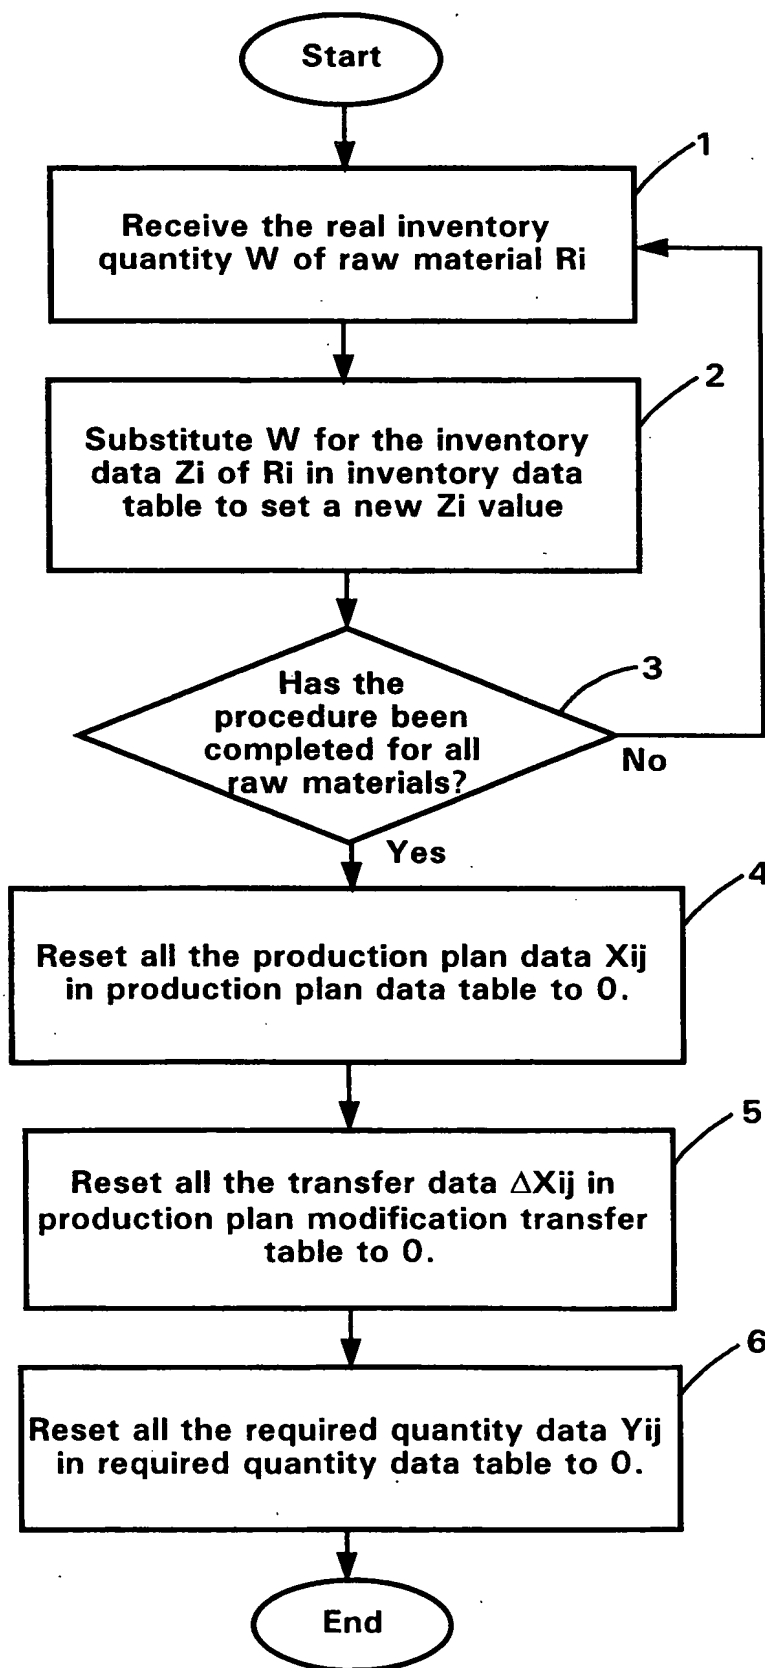 Start
1
Receive the real inventory
quantity W of raw material Ri
2
Substitute W for the inventory
data Zi of Ri in inventory data
table to set a new Zi value
3
Has the
procedure been
completed for all
raw materials?
No
Yes
4
Reset all the production plan data Xij
in production plan data table to 0.
5
Reset all the transfer data ΔXij in
production plan modification transfer
table to 0.
6
Reset all the required quantity data Yij
in required quantity data table to 0.
End